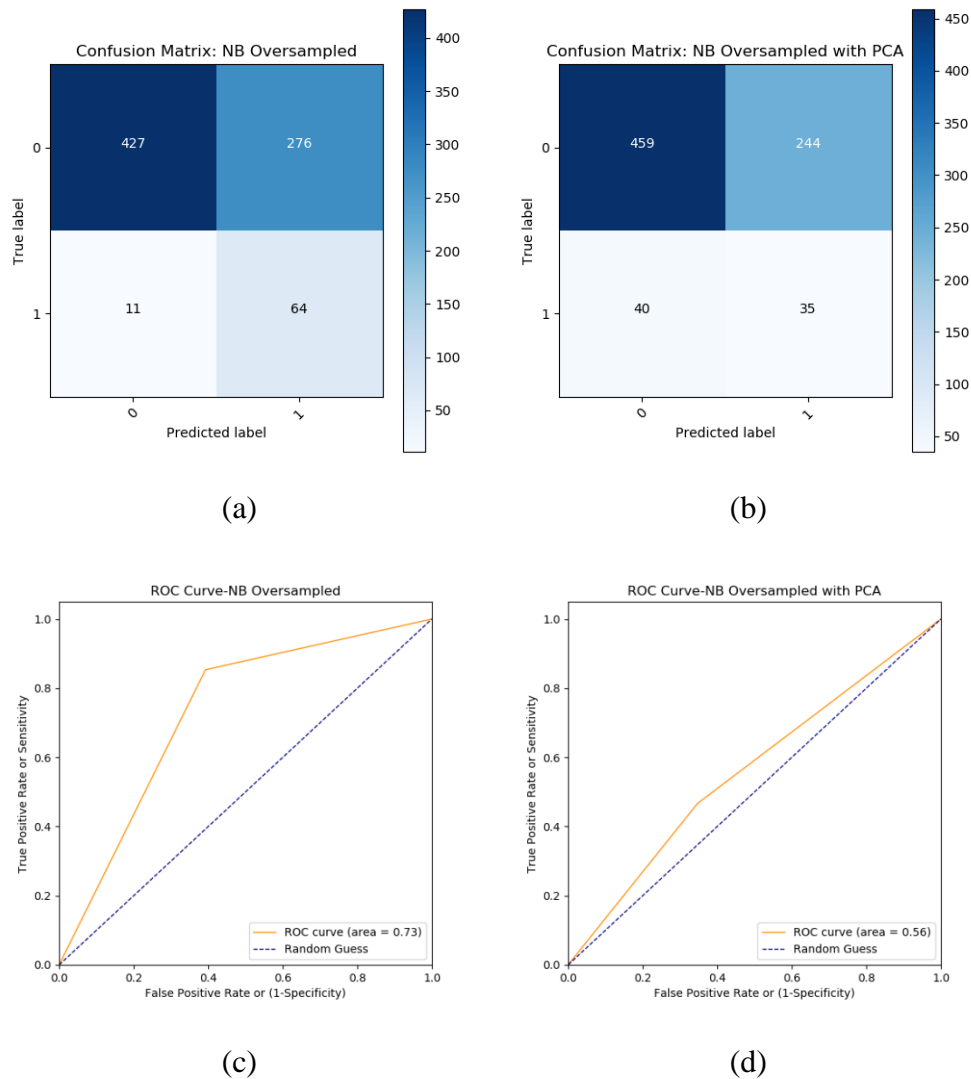 Confusion Matrix: NB Oversampled
True label
0
1
427
276
11
64
0
1
Predicted label
400
350
300
250
200
150
100
50
(a)
Confusion Matrix: NB Oversampled with PCA
True label
0
1
459
244
40
35
0
1
Predicted label
450
400
350
300
250
200
150
100
50
(b)
ROC Curve-NB Oversampled
True Positive Rate or Sensitivity
1.0
0.8
0.6
0.4
0.2
0.0
0.0
0.2
0.4
0.6
0.8
1.0
ROC curve (area = 0.73)
Random Guess
False Positive Rate or (1-Specificity)
(c)
ROC Curve-NB Oversampled with PCA
True Positive Rate or Sensitivity
1.0
0.8
0.6
0.4
0.2
0.0
0.0
0.2
0.4
0.6
0.8
1.0
ROC curve (area = 0.56)
Random Guess
False Positive Rate or (1-Specificity)
(d)